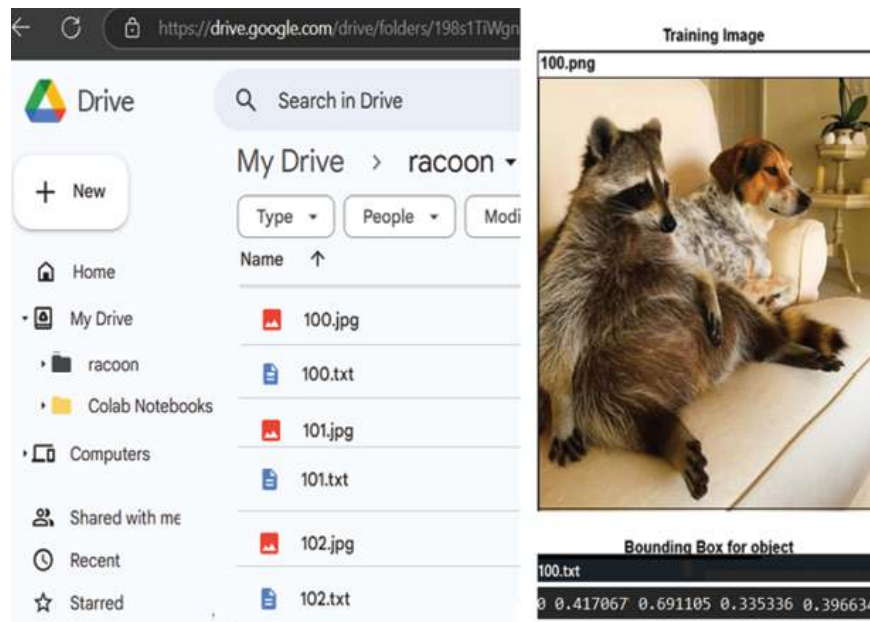 https://drive.google.com/drive/folders/198s1TiWgn
Drive
Search in Drive
New
My Drive > racoon
Type
People
Modi
Name
Home
My Drive
racoon
Colab Notebooks
Computers
Shared with me
Recent
Starred
100.jpg
100.txt
101.jpg
101.txt
102.jpg
102.txt
Training Image
100.png
Bounding Box for object
100.txt
0 0.417067 0.691105 0.335336 0.396634